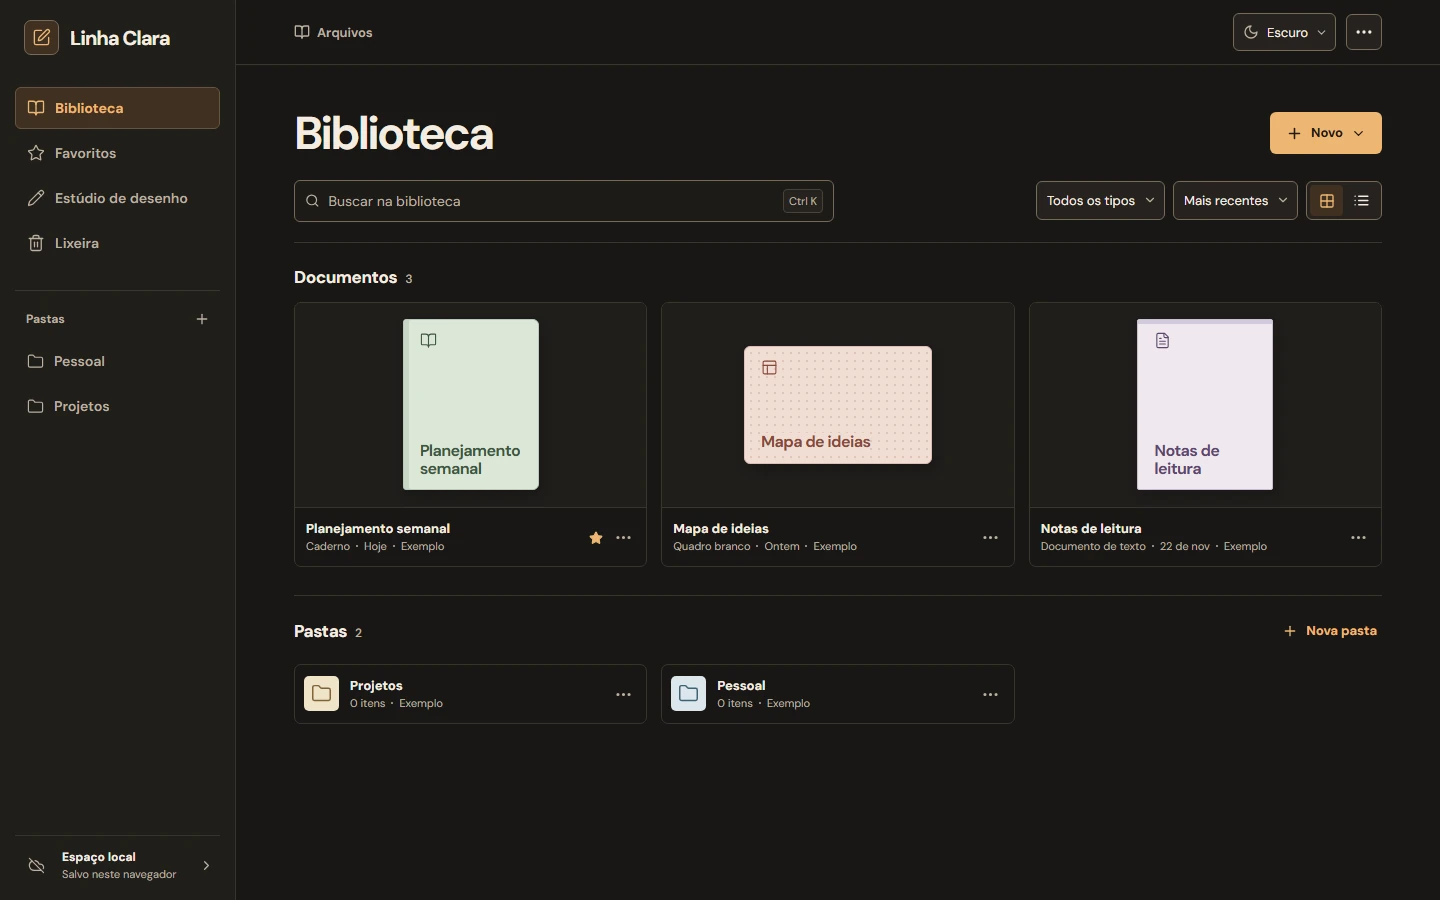 Linha Clara
Biblioteca
Favoritos
Estúdio de desenho
Lixeira
Pastas
Pessoal
Projetos
Espaço local
Salvo neste navegador
Arquivos
Escuro
Biblioteca
Novo
Buscar na biblioteca
Ctrl K
Todos os tipos
Mais recentes
Documentos 3
Planejamento
semanal
Planejamento semanal
Caderno · Hoje · Exemplo
Mapa de ideias
Mapa de ideias
Quadro branco · Ontem · Exemplo
Notas de
leitura
Notas de leitura
Documento de texto · 22 de nov · Exemplo
Pastas 2
Nova pasta
Projetos
0 itens · Exemplo
Pessoal
0 itens · Exemplo